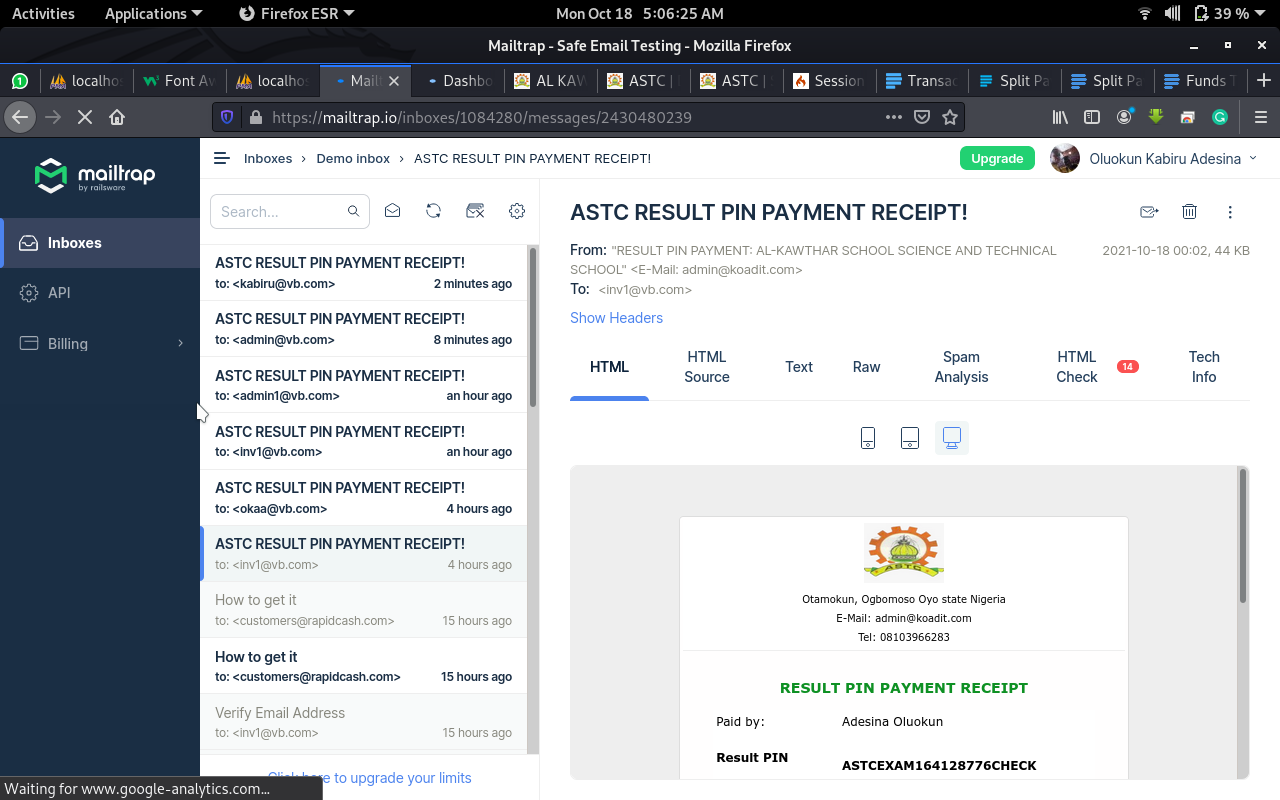 Activities Applications Firefox ESR Mon Oct 18 5:06:25 AM 39 %
Mailtrap - Safe Email Testing - Mozilla Firefox
1 localhos Font Aw localhos Mailt Dashbo AL KAW ASTC | ASTC | Session Transac Split Pa Split Pa Funds T
https://mailtrap.io/inboxes/1084280/messages/2430480239
mailtrap
by railsware
Inboxes
API
Billing
Inboxes › Demo inbox › ASTC RESULT PIN PAYMENT RECEIPT!
Upgrade Oluokun Kabiru Adesina
Search...
ASTC RESULT PIN PAYMENT RECEIPT!
to: <kabiru@vb.com> 2 minutes ago
ASTC RESULT PIN PAYMENT RECEIPT!
to: <admin@vb.com> 8 minutes ago
ASTC RESULT PIN PAYMENT RECEIPT!
to: <admin1@vb.com> an hour ago
ASTC RESULT PIN PAYMENT RECEIPT!
to: <inv1@vb.com> an hour ago
ASTC RESULT PIN PAYMENT RECEIPT!
to: <okaa@vb.com> 4 hours ago
ASTC RESULT PIN PAYMENT RECEIPT!
to: <inv1@vb.com> 4 hours ago
How to get it
to: <customers@rapidcash.com> 15 hours ago
How to get it
to: <customers@rapidcash.com> 15 hours ago
Verify Email Address
to: <inv1@vb.com> 15 hours ago
Click here to upgrade your limits
ASTC RESULT PIN PAYMENT RECEIPT!
From: "RESULT PIN PAYMENT: AL-KAWTHAR SCHOOL SCIENCE AND TECHNICAL 2021-10-18 00:02, 44 KB
SCHOOL" <E-Mail: admin@koadit.com>
To: <inv1@vb.com>
Show Headers
HTML
HTML
Source
Text
Raw
Spam
Analysis
HTML
Check
14
Tech
Info
ASTC
Otamokun, Ogbomoso Oyo state Nigeria
E-Mail: admin@koadit.com
Tel: 08103966283
RESULT PIN PAYMENT RECEIPT
Paid by: Adesina Oluokun
Result PIN
ASTCEXAM164128776CHECK
Waiting for www.google-analytics.com...